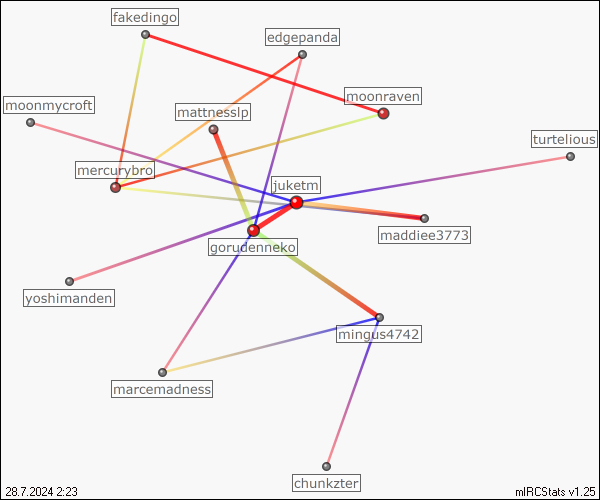 fakedingo
edgepanda
moonraven
moonmycroft
mattnesslp
turtelious
mercurybro
juketm
maddiee3773
gorudenneko
yoshimanden
mingus4742
marcemadness
chunkzter
28.7.2024 2:23
mIRCStats v1.25